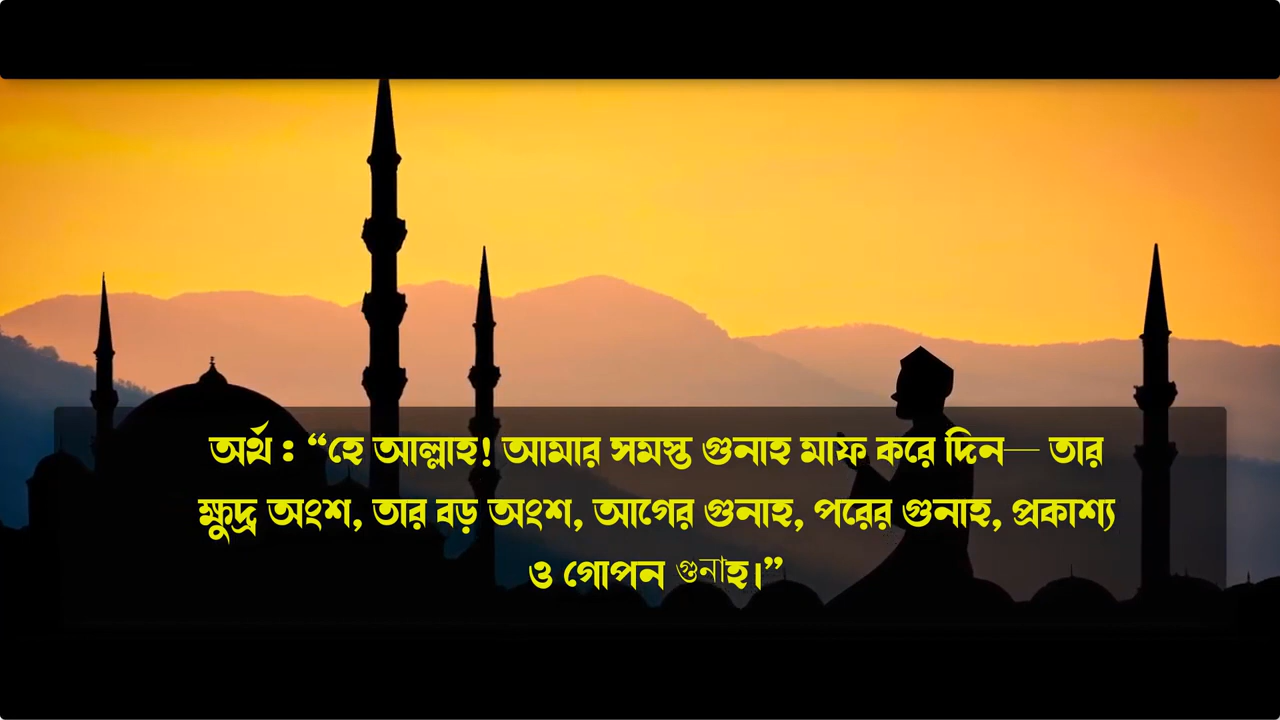 অর্থ : “হে আল্লাহ! আমার সমস্ত গুনাহ মাফ করে দিন— তার
ক্ষুদ্র অংশ, তার বড় অংশ, আগের গুনাহ, পরের গুনাহ, প্রকাশ্য
ও গোপন গুনাহ।”